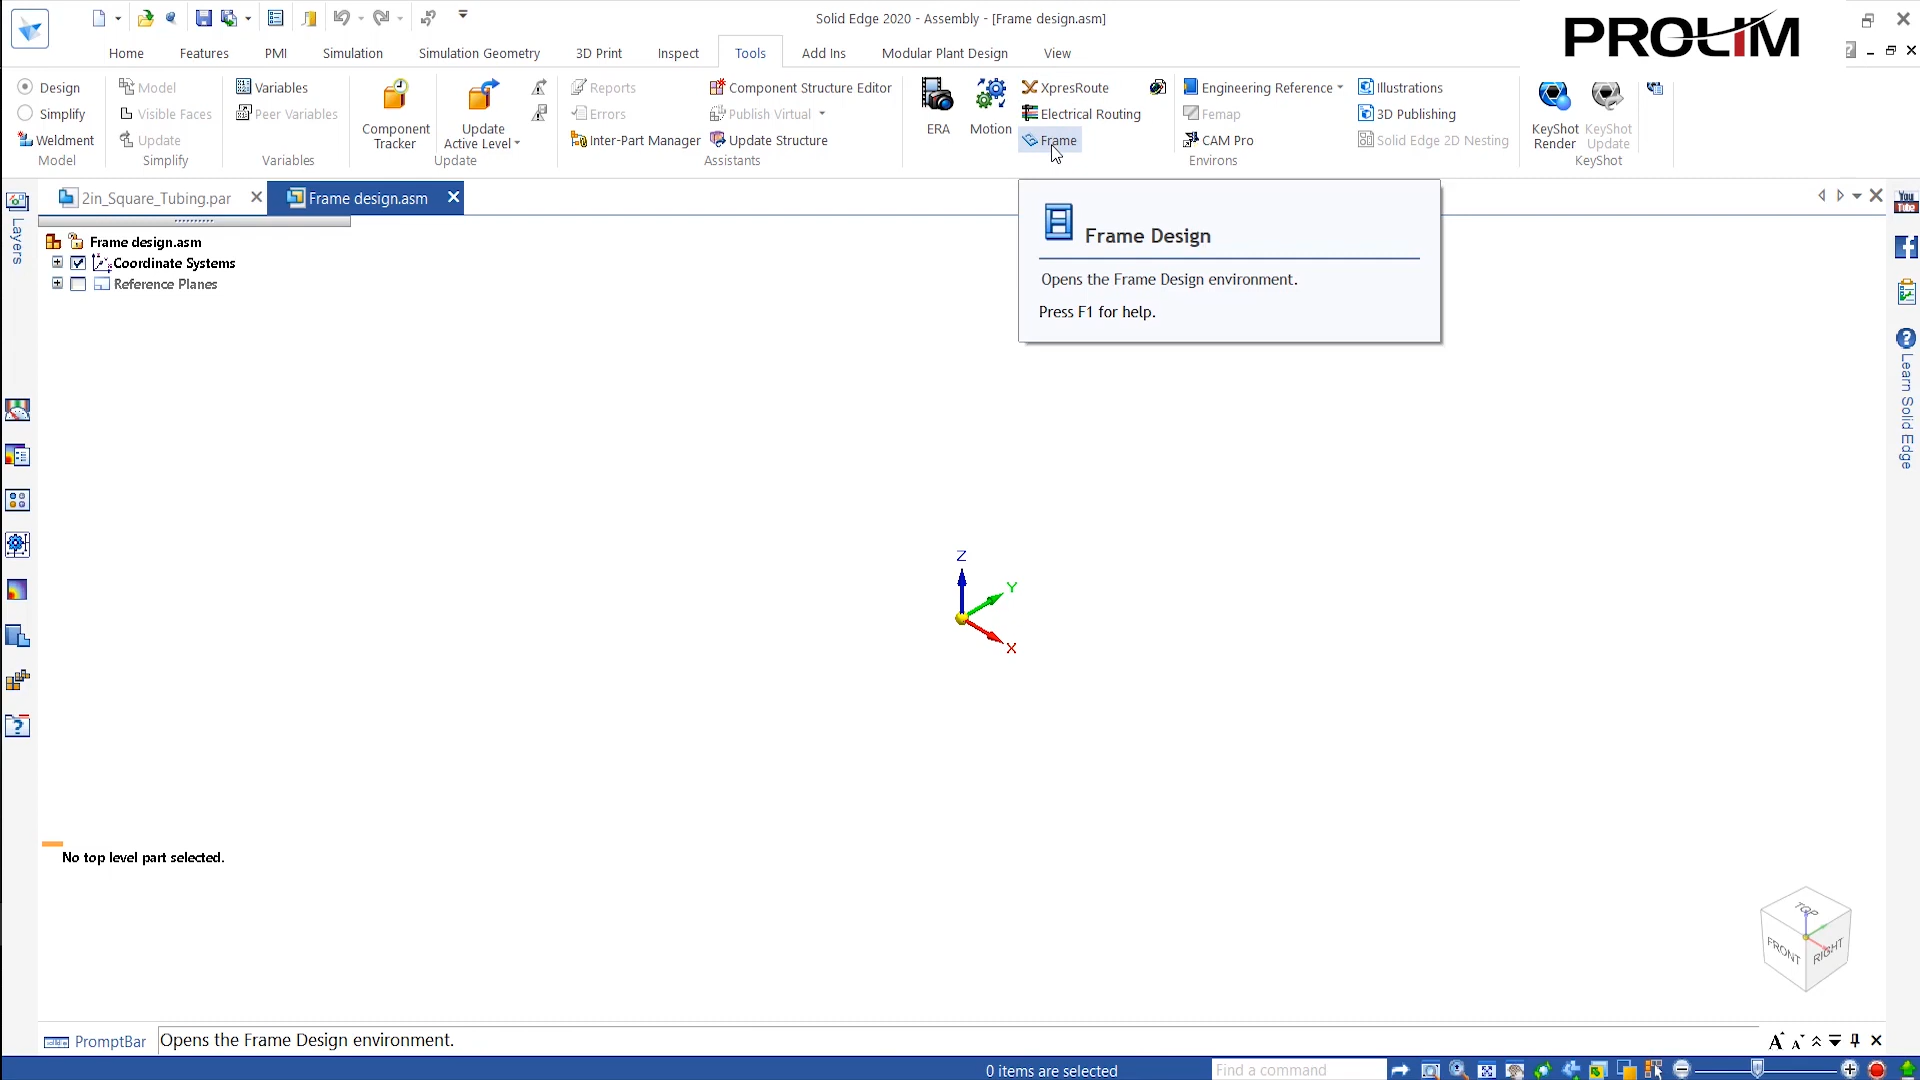 Solid Edge 2020 - Assembly - [Frame design.asm]
PROLIM
Home Features PMI Simulation Simulation Geometry 3D Print Inspect Tools Add Ins Modular Plant Design View
Design Model Variables Reports Component Structure Editor XpresRoute Engineering Reference Illustrations
Simplify Visible Faces Peer Variables Errors Publish Virtual Electrical Routing Femap 3D Publishing
Component Tracker Update Active Level ERA Motion KeyShot Render KeyShot Update
Weldment Update Inter-Part Manager Update Structure Frame CAM Pro Solid Edge 2D Nesting
Model Simplify Variables Update Assistants Environs KeyShot
2in_Square_Tubing.par Frame design.asm
You Tube
Layers
Frame design.asm
Coordinate Systems
Reference Planes
Frame Design
Opens the Frame Design environment.
Press F1 for help.
Learn Solid Edge
Z
Y
X
No top level part selected.
TOP
FRONT RIGHT
PromptBar Opens the Frame Design environment.
0 items are selected Find a command